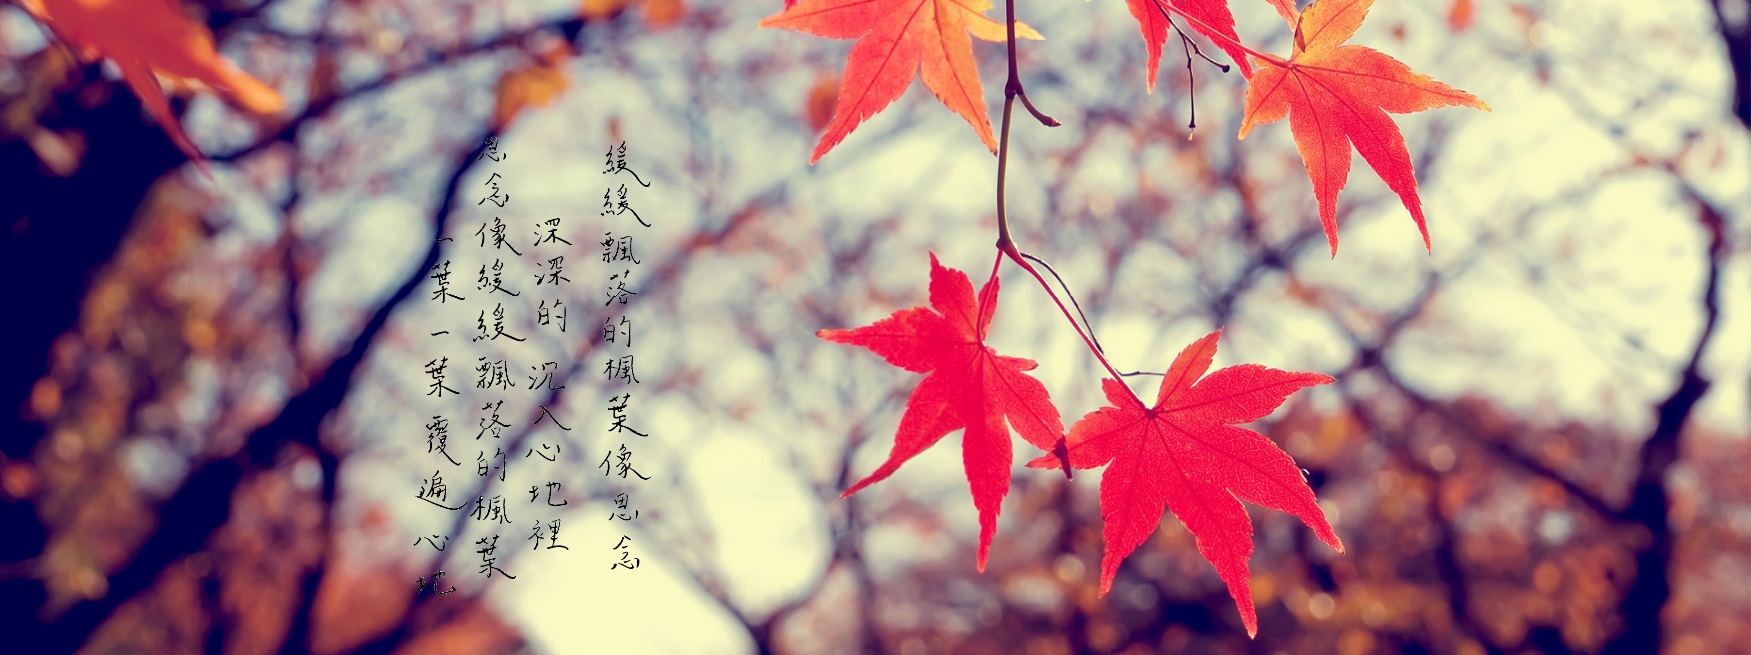 緩緩飄落的楓葉像思念
深深的 沉入心地裡
思念像緩緩飄落的楓葉
一葉一葉覆遍心地